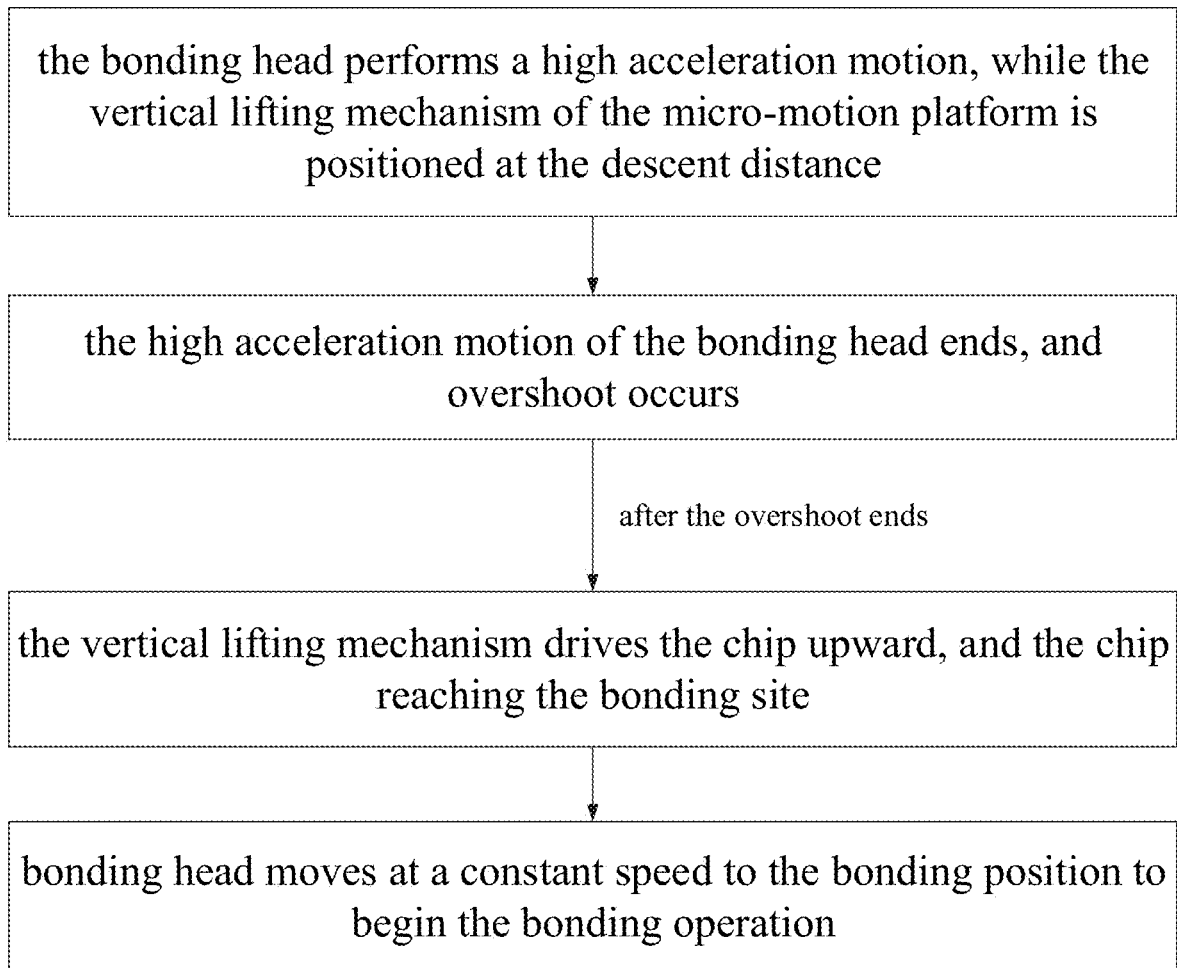 the bonding head performs a high acceleration motion, while the
vertical lifting mechanism of the micro-motion platform is
positioned at the descent distance
the high acceleration motion of the bonding head ends, and
overshoot occurs
after the overshoot ends
the vertical lifting mechanism drives the chip upward, and the chip
reaching the bonding site
bonding head moves at a constant speed to the bonding position to
begin the bonding operation